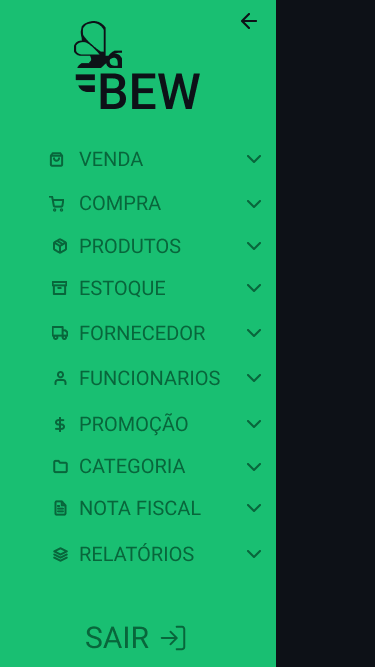 BEW
VENDA
COMPRA
PRODUTOS
ESTOQUE
FORNECEDOR
FUNCIONARIOS
PROMOÇÃO
CATEGORIA
NOTA FISCAL
RELATÓRIOS
SAIR